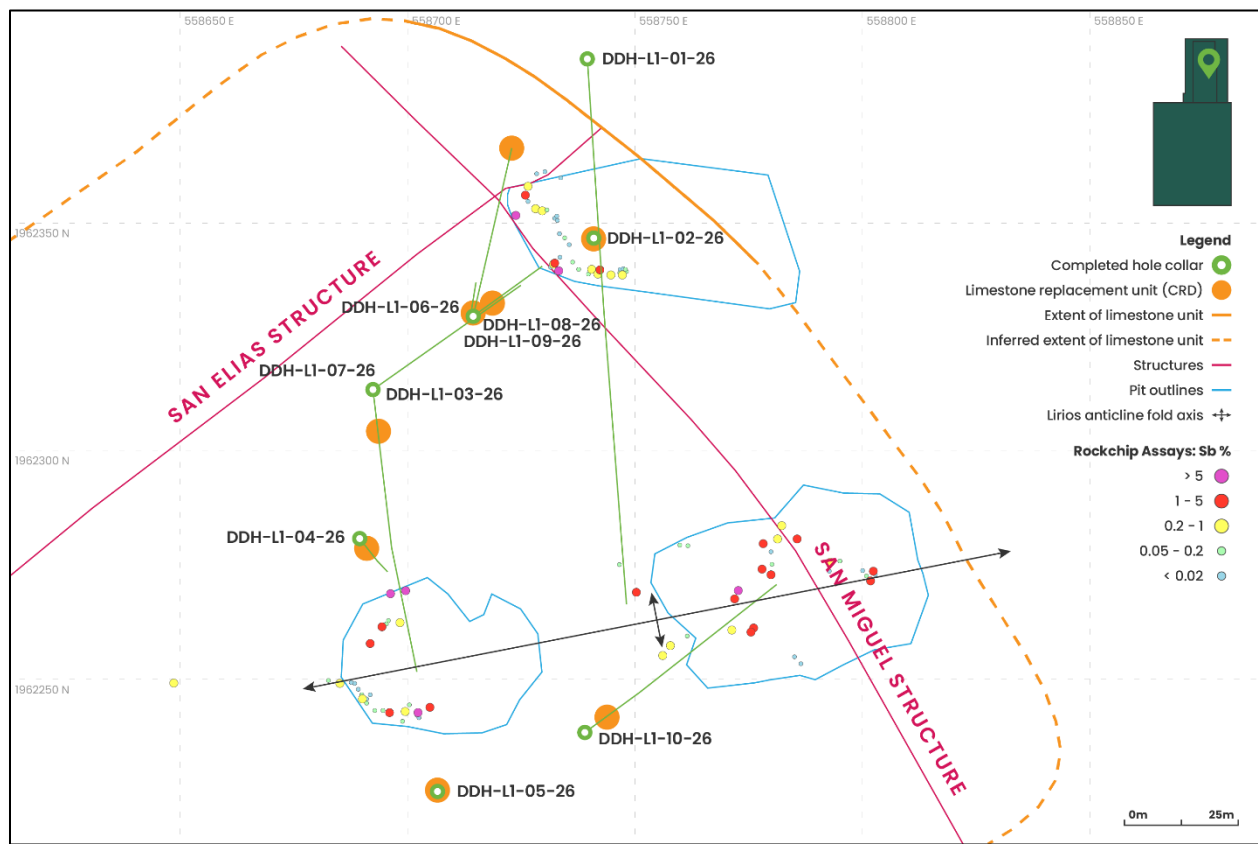 558650 E
558700 E
558750 E
558800 E
558850 E
DDH-L1-01-26
1962350 N
DDH-L1-02-26
SAN ELIAS STRUCTURE
DDH-L1-06-26
DDH-L1-08-26
DDH-L1-09-26
DDH-L1-07-26
DDH-L1-03-26
1962300 N
DDH-L1-04-26
SAN MIGUEL STRUCTURE
1962250 N
DDH-L1-10-26
DDH-L1-05-26
Legend
Completed hole collar
Limestone replacement unit (CRD)
Extent of limestone unit
Inferred extent of limestone unit
Structures
Pit outlines
Lirios anticline fold axis
Rockchip Assays: Sb %
> 5
1 - 5
0.2 - 1
0.05 - 0.2
< 0.02
0m 25m